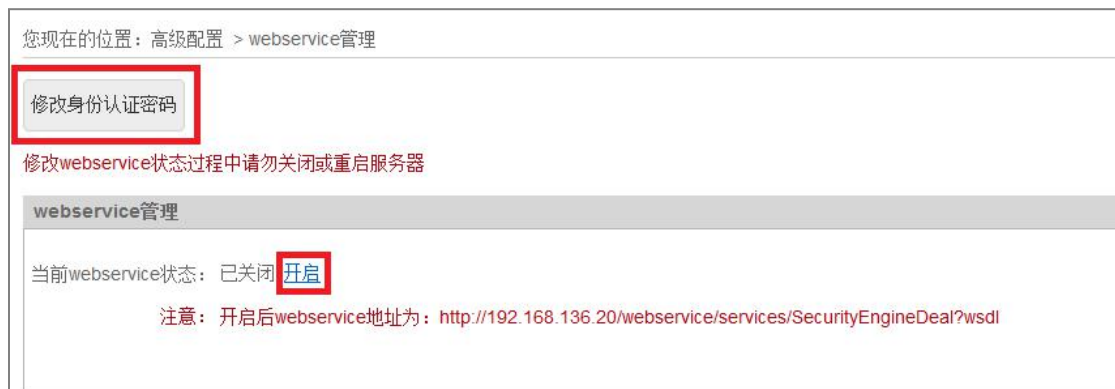 您现在的位置：高级配置 > webservice管理
修改身份认证密码
修改webservice状态过程中请勿关闭或重启服务器
webservice管理
当前webservice状态： 已关闭 开启
注意： 开启后webservice地址为：http://192.168.136.20/webservice/services/SecurityEngineDeal?wsdl